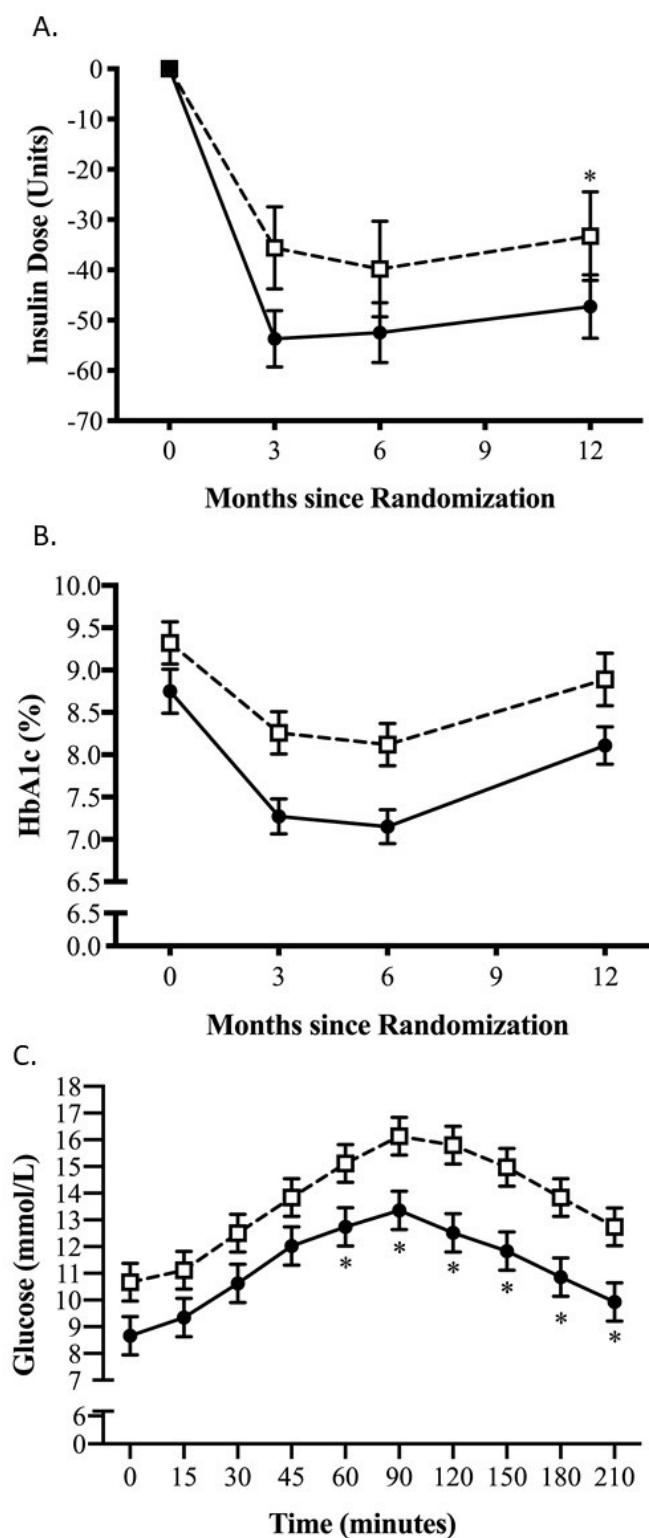 A.
0
-10
-20
-30
-40
-50
-60
-70
Insulin Dose (Units)
*
0 3 6 9 12
Months since Randomization
B.
10.0
9.5
9.0
8.5
8.0
7.5
7.0
6.5
6.5
0.0
HbA1c (%)
0 3 6 9 12
Months since Randomization
C.
18
17
16
15
14
13
12
11
10
9
8
7
6
0
Glucose (mmol/L)
* * * * * *
0 15 30 45 60 90 120 150 180 210
Time (minutes)